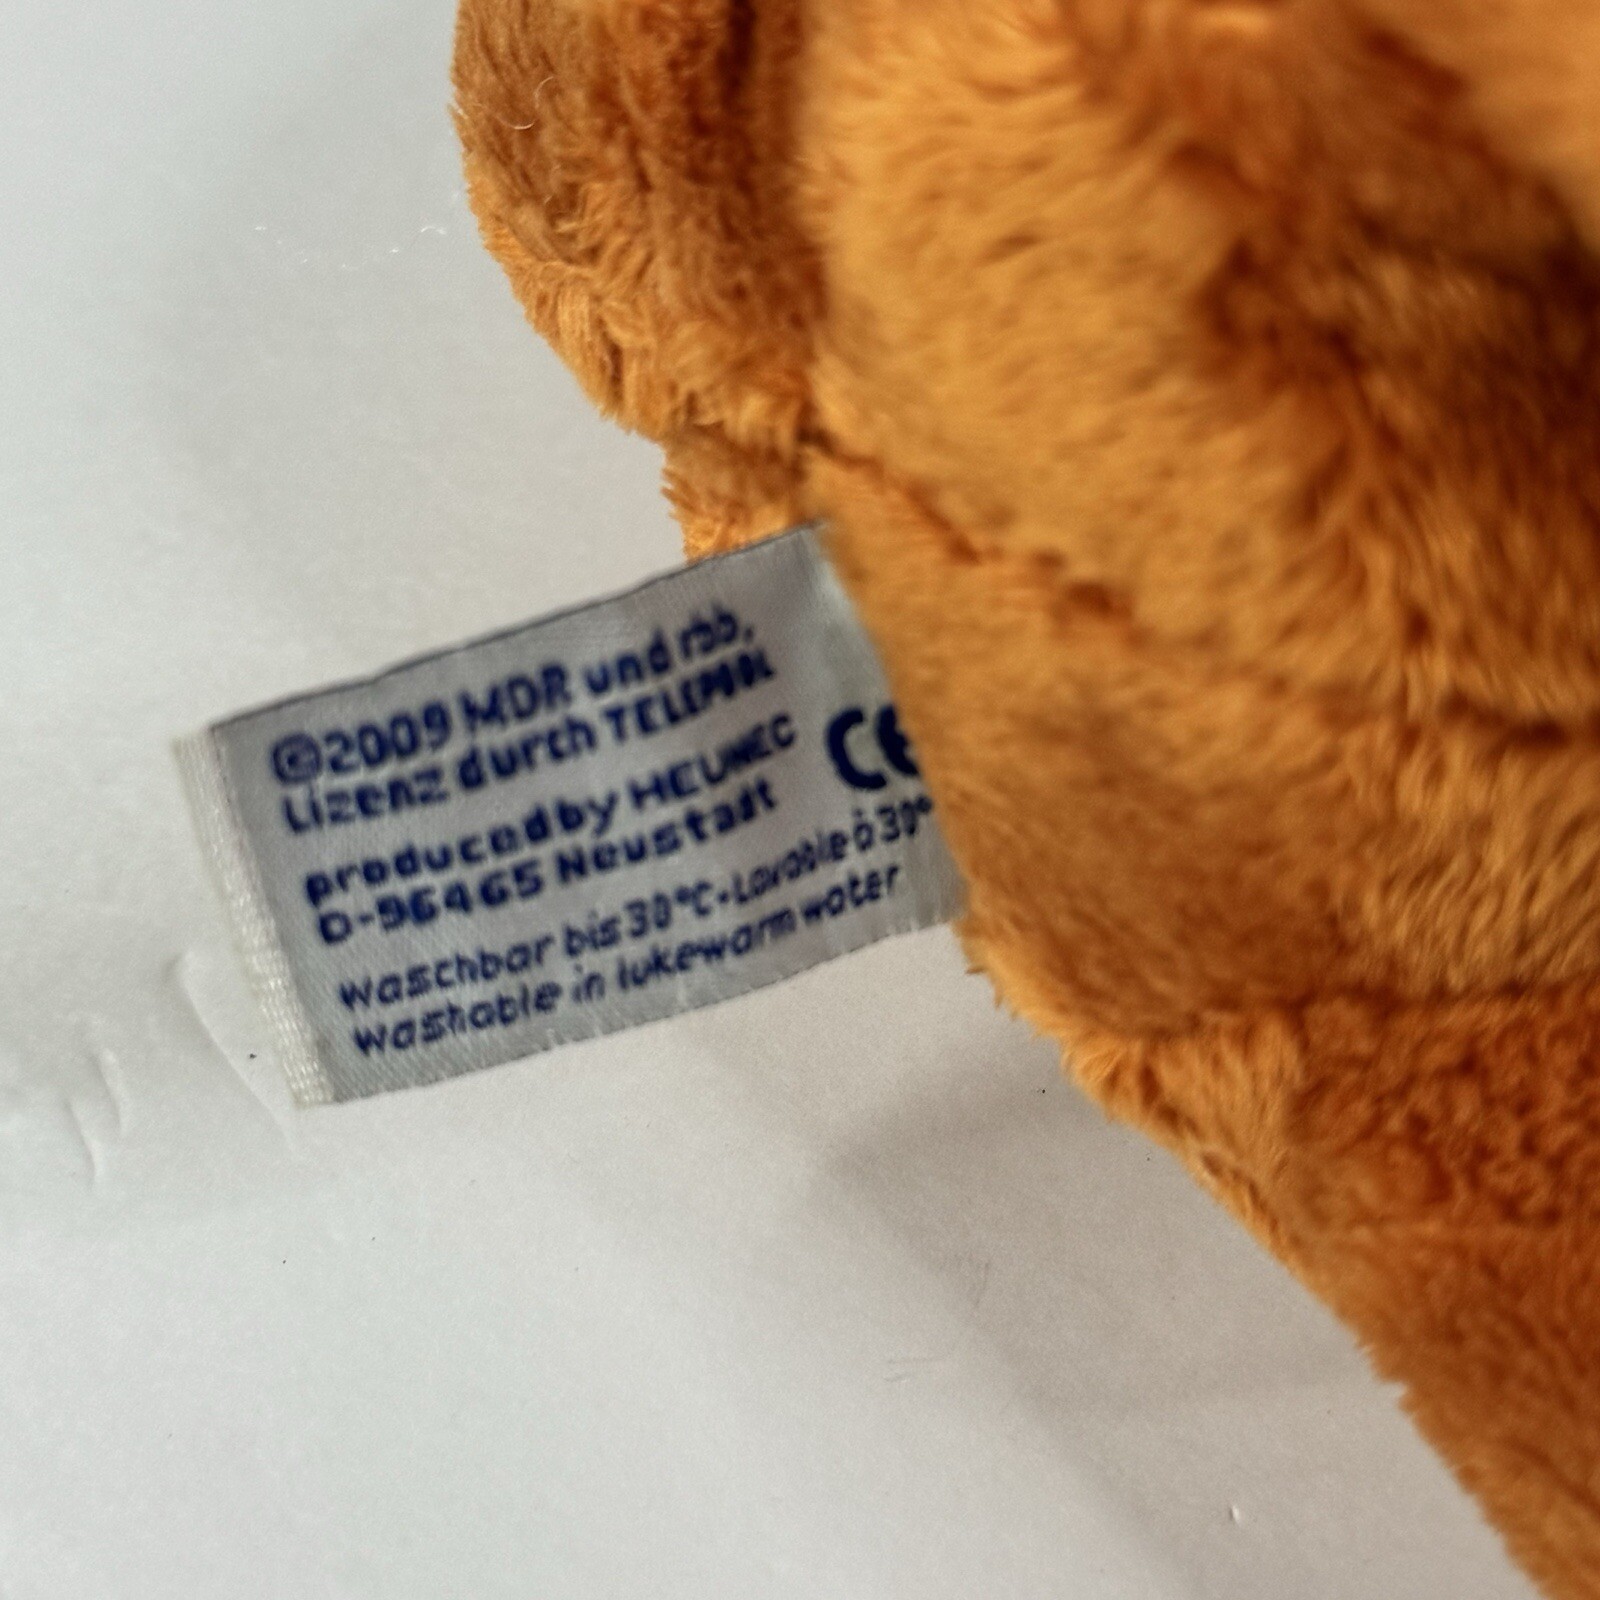 ©2009 MDR und rbb,
Lizenz durch TELEPOOL
produced by HEUNEC
D-96465 Neustadt
CE
waschbar bis 30°C - Lavable à 30°
washable in lukewarm water